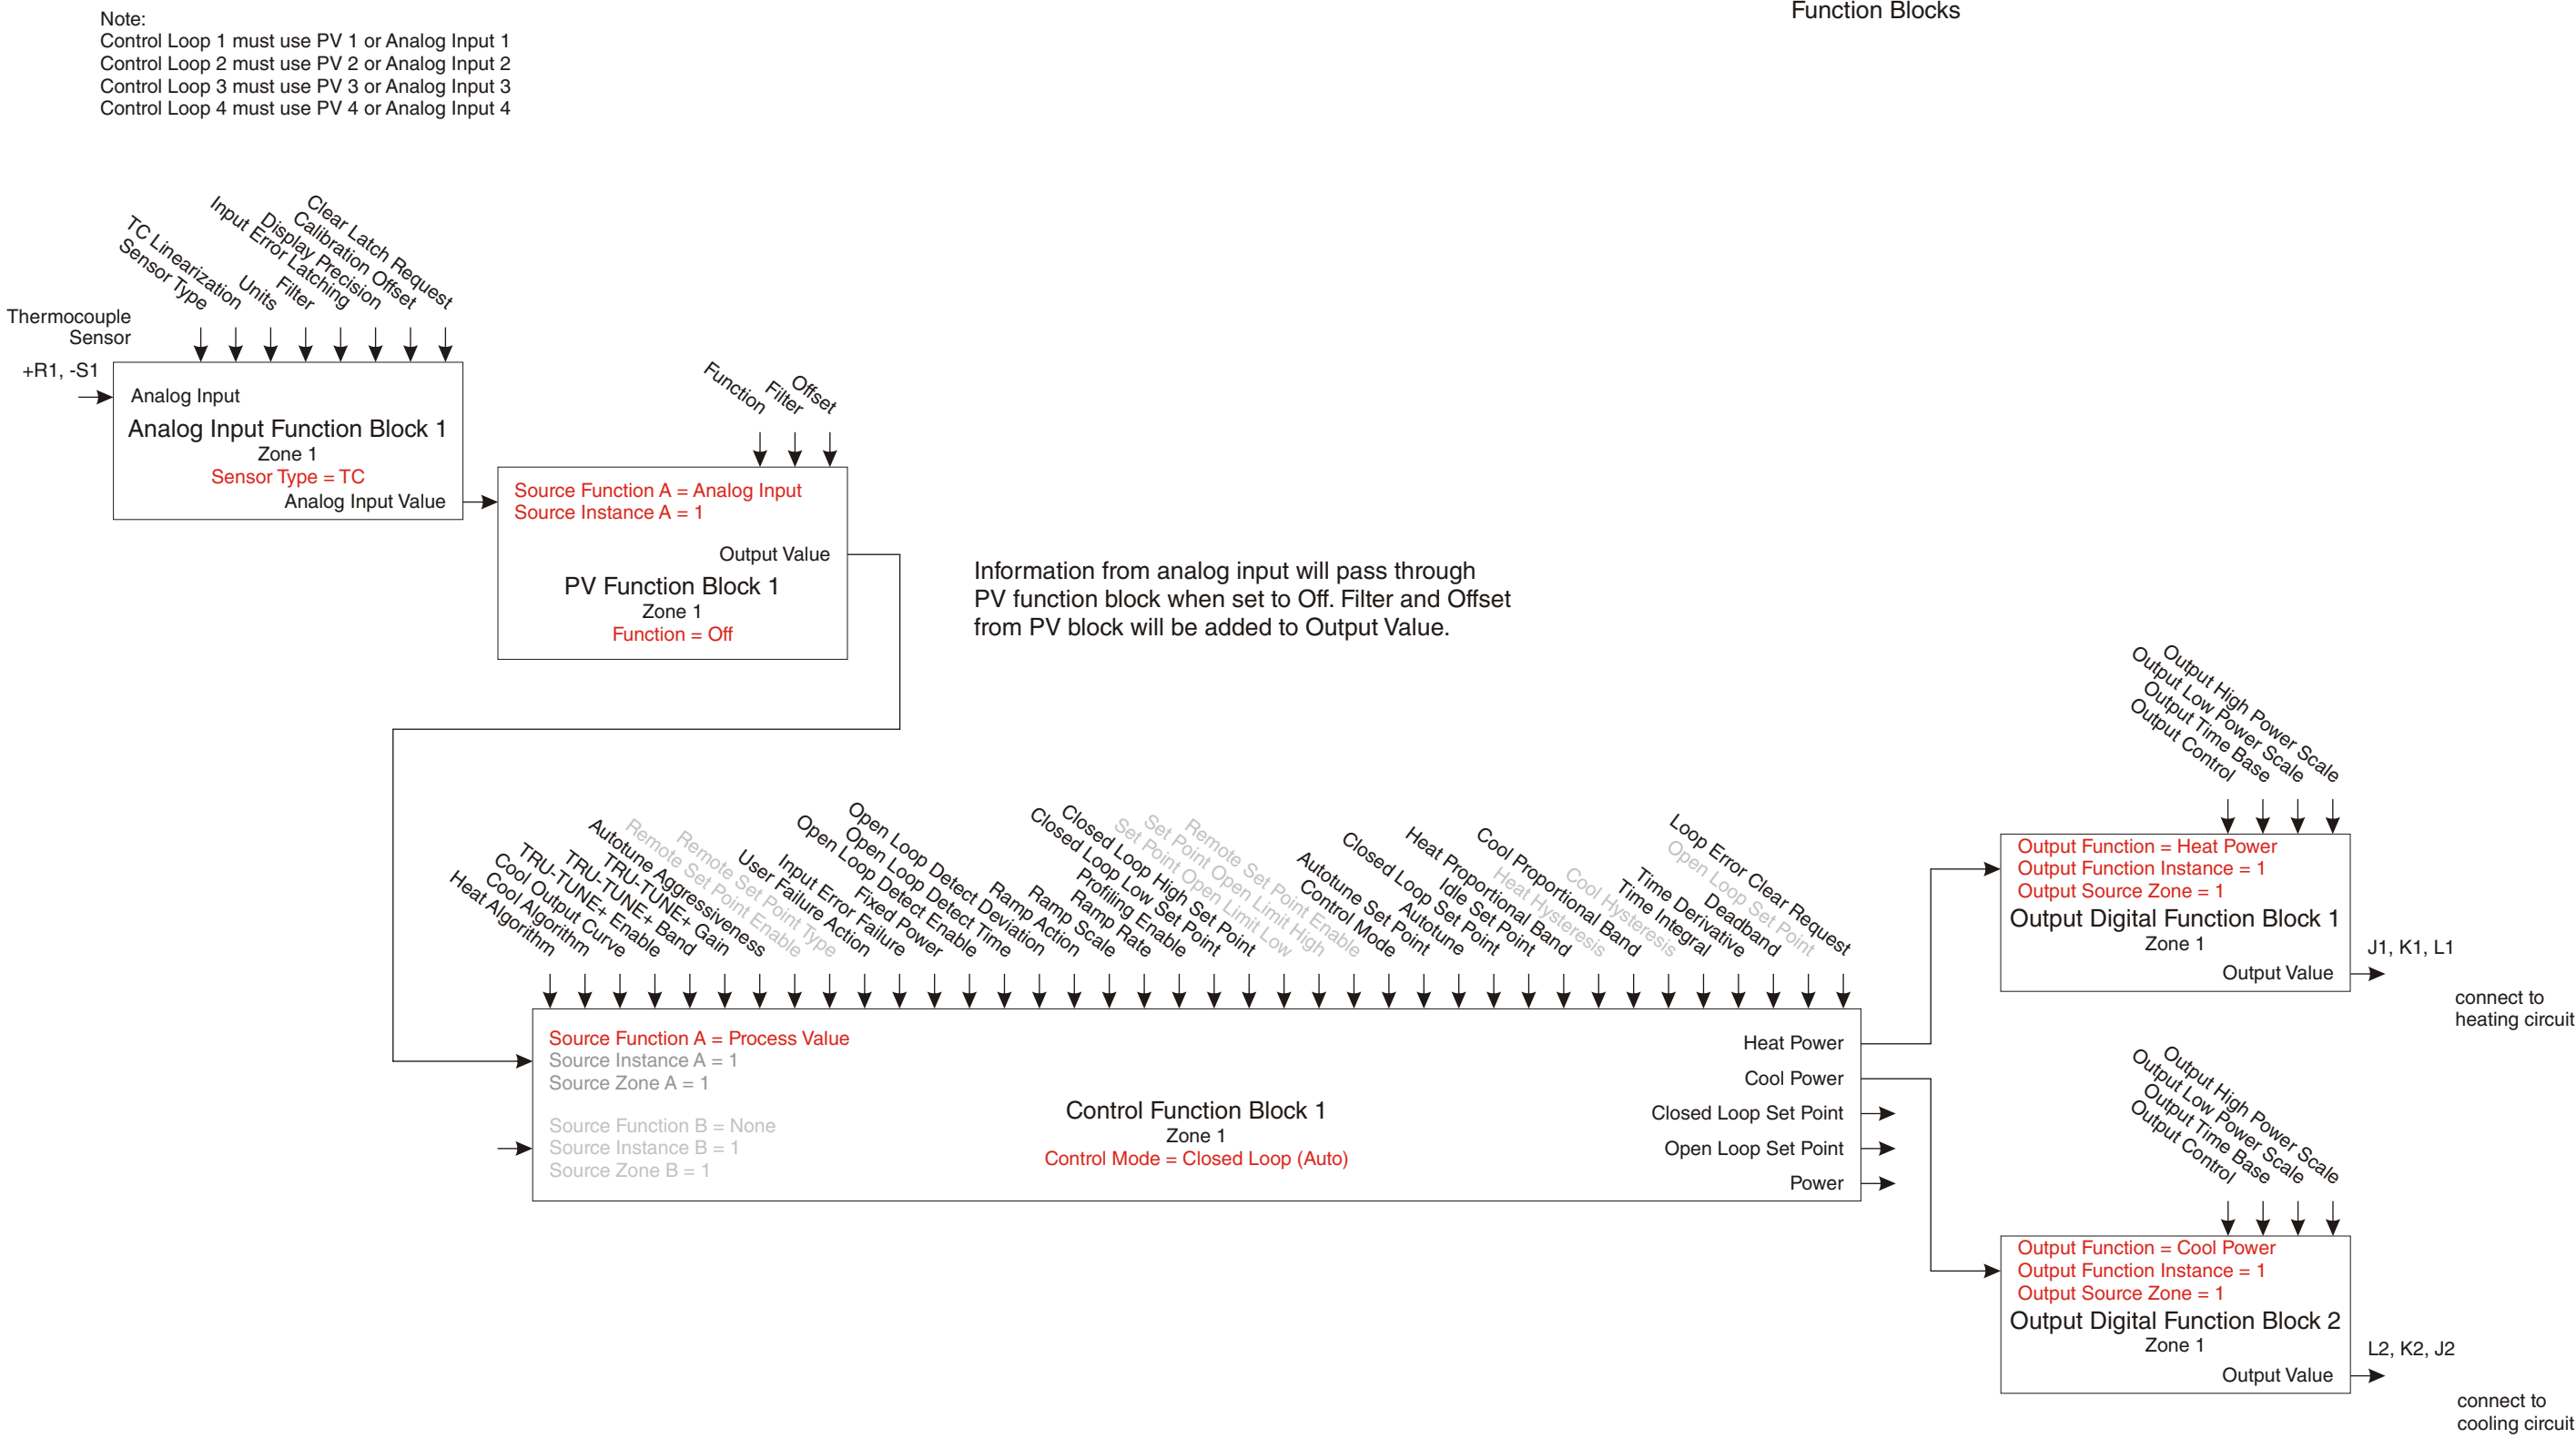 Function Blocks
Note:
Control Loop 1 must use PV 1 or Analog Input 1
Control Loop 2 must use PV 2 or Analog Input 2
Control Loop 3 must use PV 3 or Analog Input 3
Control Loop 4 must use PV 4 or Analog Input 4
Sensor Type
TC Linearization
Units
Filter
Input Error Latching
Display Precision
Calibration Offset
Clear Latch Request
Thermocouple
Sensor
+R1, -S1
Analog Input
Analog Input Function Block 1
Zone 1
Sensor Type = TC
Analog Input Value
Function
Filter
Offset
Source Function A = Analog Input
Source Instance A = 1
Output Value
PV Function Block 1
Zone 1
Function = Off
Information from analog input will pass through
PV function block when set to Off. Filter and Offset
from PV block will be added to Output Value.
Heat Algorithm
Cool Algorithm
Cool Output Curve
TRU-TUNE+ Enable
TRU-TUNE+ Band
TRU-TUNE+ Gain
Autotune Aggressiveness
Remote Set Point Enable
Remote Set Point Type
User Failure Action
Input Error Failure
Fixed Power
Open Loop Detect Enable
Open Loop Detect Time
Open Loop Detect Deviation
Ramp Action
Ramp Scale
Ramp Rate
Profiling Enable
Closed Loop Low Set Point
Closed Loop High Set Point
Set Point Open Limit Low
Set Point Open Limit High
Remote Set Point Enable
Control Mode
Autotune Set Point
Autotune
Closed Loop Set Point
Idle Set Point
Heat Proportional Band
Heat Hysteresis
Cool Proportional Band
Cool Hysteresis
Time Integral
Time Derivative
Deadband
Open Loop Set Point
Loop Error Clear Request
Source Function A = Process Value
Source Instance A = 1
Source Zone A = 1
Source Function B = None
Source Instance B = 1
Source Zone B = 1
Control Function Block 1
Zone 1
Control Mode = Closed Loop (Auto)
Heat Power
Cool Power
Closed Loop Set Point
Open Loop Set Point
Power
Output Control
Output Time Base
Output Low Power Scale
Output High Power Scale
Output Function = Heat Power
Output Function Instance = 1
Output Source Zone = 1
Output Digital Function Block 1
Zone 1
Output Value
J1, K1, L1
connect to
heating circuit
Output Control
Output Time Base
Output Low Power Scale
Output High Power Scale
Output Function = Cool Power
Output Function Instance = 1
Output Source Zone = 1
Output Digital Function Block 2
Zone 1
Output Value
L2, K2, J2
connect to
cooling circuit